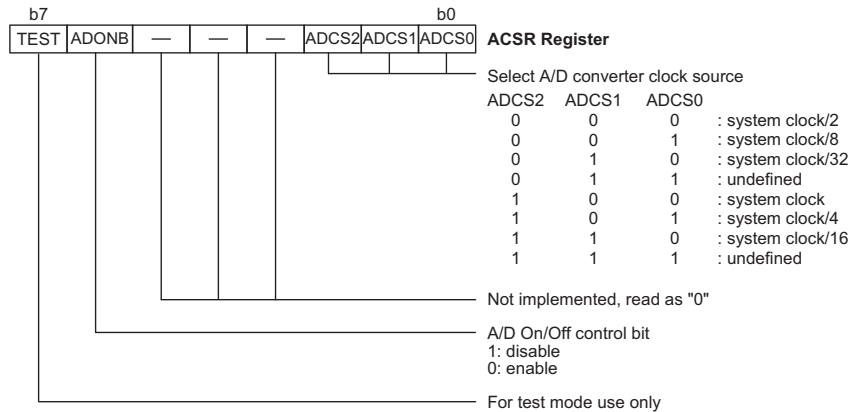 b7 b0
TEST ADONB — — — ADCS2 ADCS1 ADCS0 ACSR Register
Select A/D converter clock source
ADCS2 ADCS1 ADCS0
0 0 0 : system clock/2
0 0 1 : system clock/8
0 1 0 : system clock/32
0 1 1 : undefined
1 0 0 : system clock
1 0 1 : system clock/4
1 1 0 : system clock/16
1 1 1 : undefined
Not implemented, read as "0"
A/D On/Off control bit
1: disable
0: enable
For test mode use only